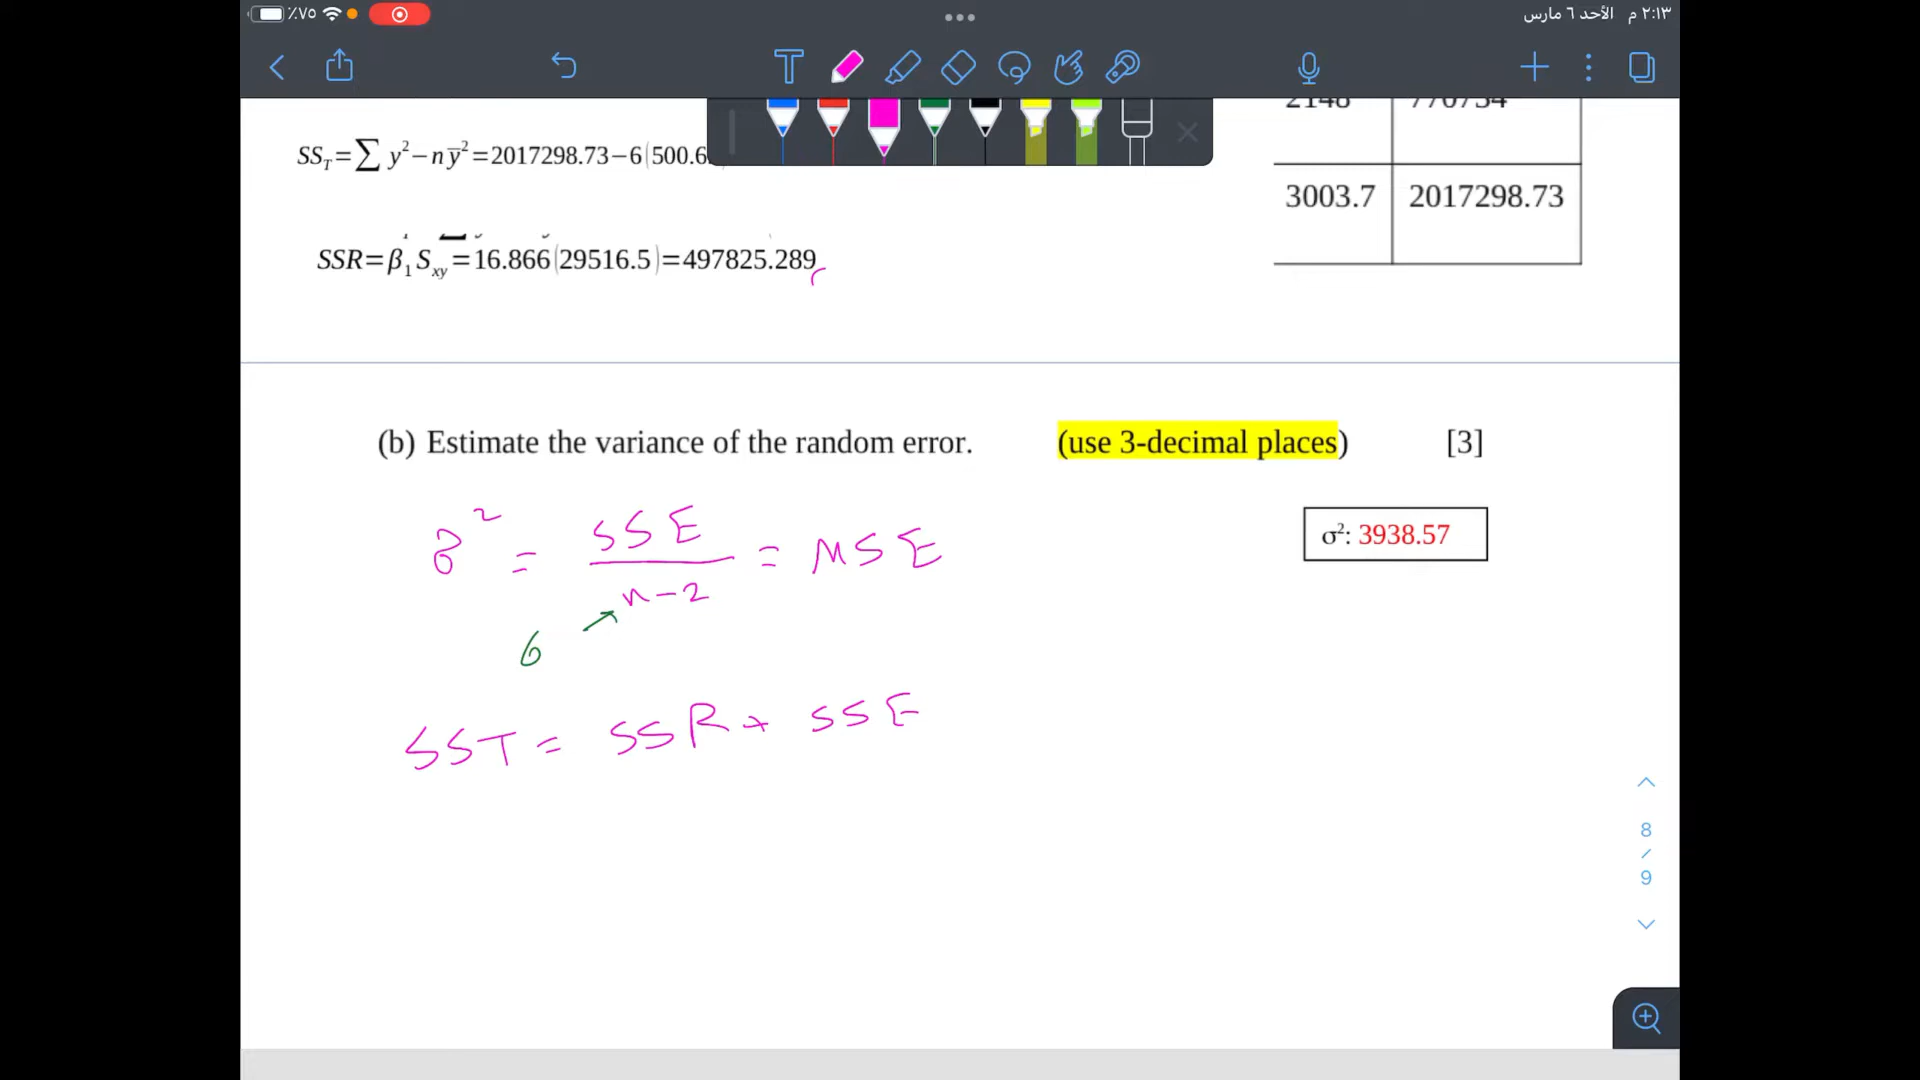 ٪٧٥
الأحد ٦ مارس ٢:١٣ م
3003.7 2017298.73
SS_T=∑ y²−n ȳ²=2017298.73−6(500.6
SSR=β₁ S_xy=16.866(29516.5)=497825.289
(b) Estimate the variance of the random error. (use 3-decimal places) [3]
σ²: 3938.57
σ̂² = SSE / n-2 = MSE
6
SST = SSR + SSE
8
/
9